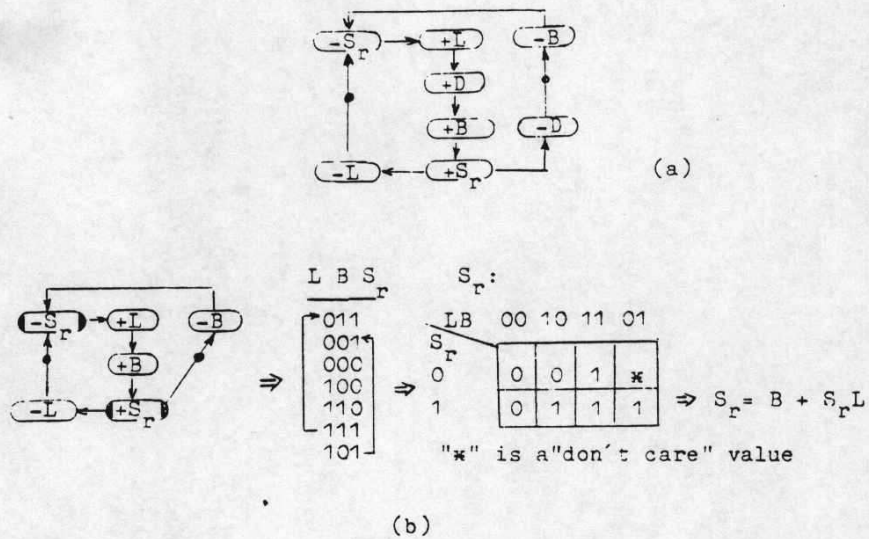 -Sr +L -B
+D
+B -D
-L +Sr
(a)
L B Sr Sr:
-Sr +L -B
+B
-L +Sr
011
001
000
100
110
111
101
⇒ ⇒
LB 00 10 11 01
Sr
0 0 0 1 *
1 0 1 1 1
⇒ Sr= B + SrL
"*" is a"don't care" value
(b)